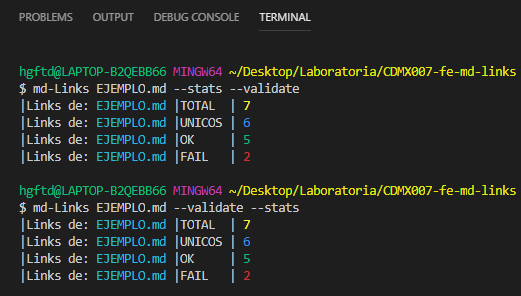 PROBLEMS OUTPUT DEBUG CONSOLE TERMINAL
hgftd@LAPTOP-B2QEBB66 MINGW64 ~/Desktop/Laboratoria/CDMX007-fe-md-links
$ md-Links EJEMPLO.md --stats --validate
|Links de: EJEMPLO.md |TOTAL | 7
|Links de: EJEMPLO.md |UNICOS | 6
|Links de: EJEMPLO.md |OK | 5
|Links de: EJEMPLO.md |FAIL | 2
hgftd@LAPTOP-B2QEBB66 MINGW64 ~/Desktop/Laboratoria/CDMX007-fe-md-links
$ md-Links EJEMPLO.md --validate --stats
|Links de: EJEMPLO.md |TOTAL | 7
|Links de: EJEMPLO.md |UNICOS | 6
|Links de: EJEMPLO.md |OK | 5
|Links de: EJEMPLO.md |FAIL | 2